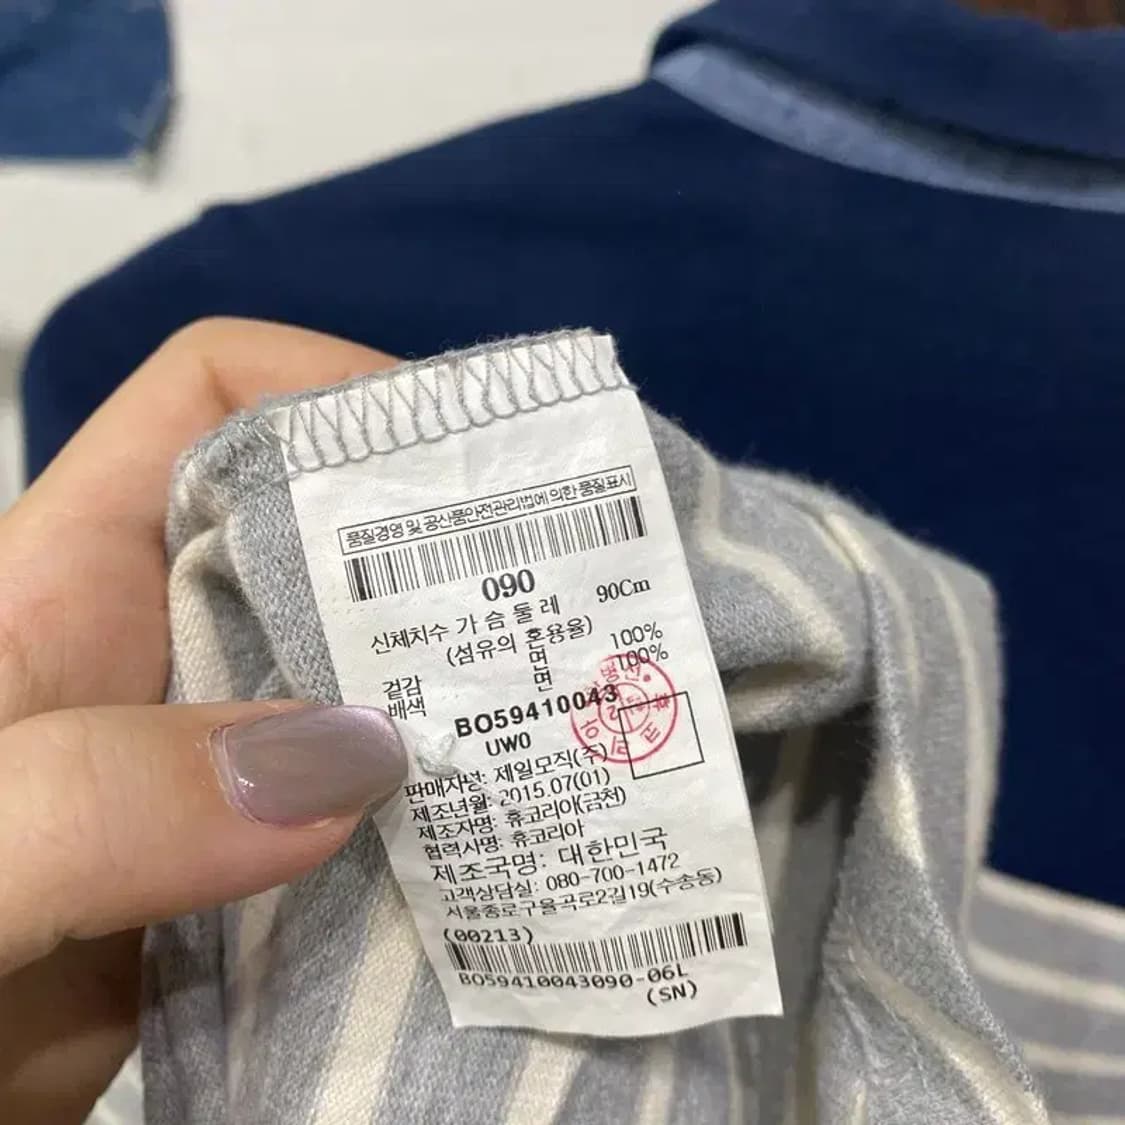 품질경영 및 공산품안전관리법에 의한 품질표시
090
신체치수 가슴둘레 90Cm
(섬유의 혼용율)
겉감 면 100%
배색 면 100%
BO59410043
UW0
판매자명: 제일모직(주)
제조년월: 2015.07(01)
제조자명: 휴코리아(금천)
협력사명: 휴코리아
제조국명: 대한민국
고객상담실: 080-700-1472
서울종로구율곡로2길19(수송동)
(00213)
BO59410043090-06L
(SN)